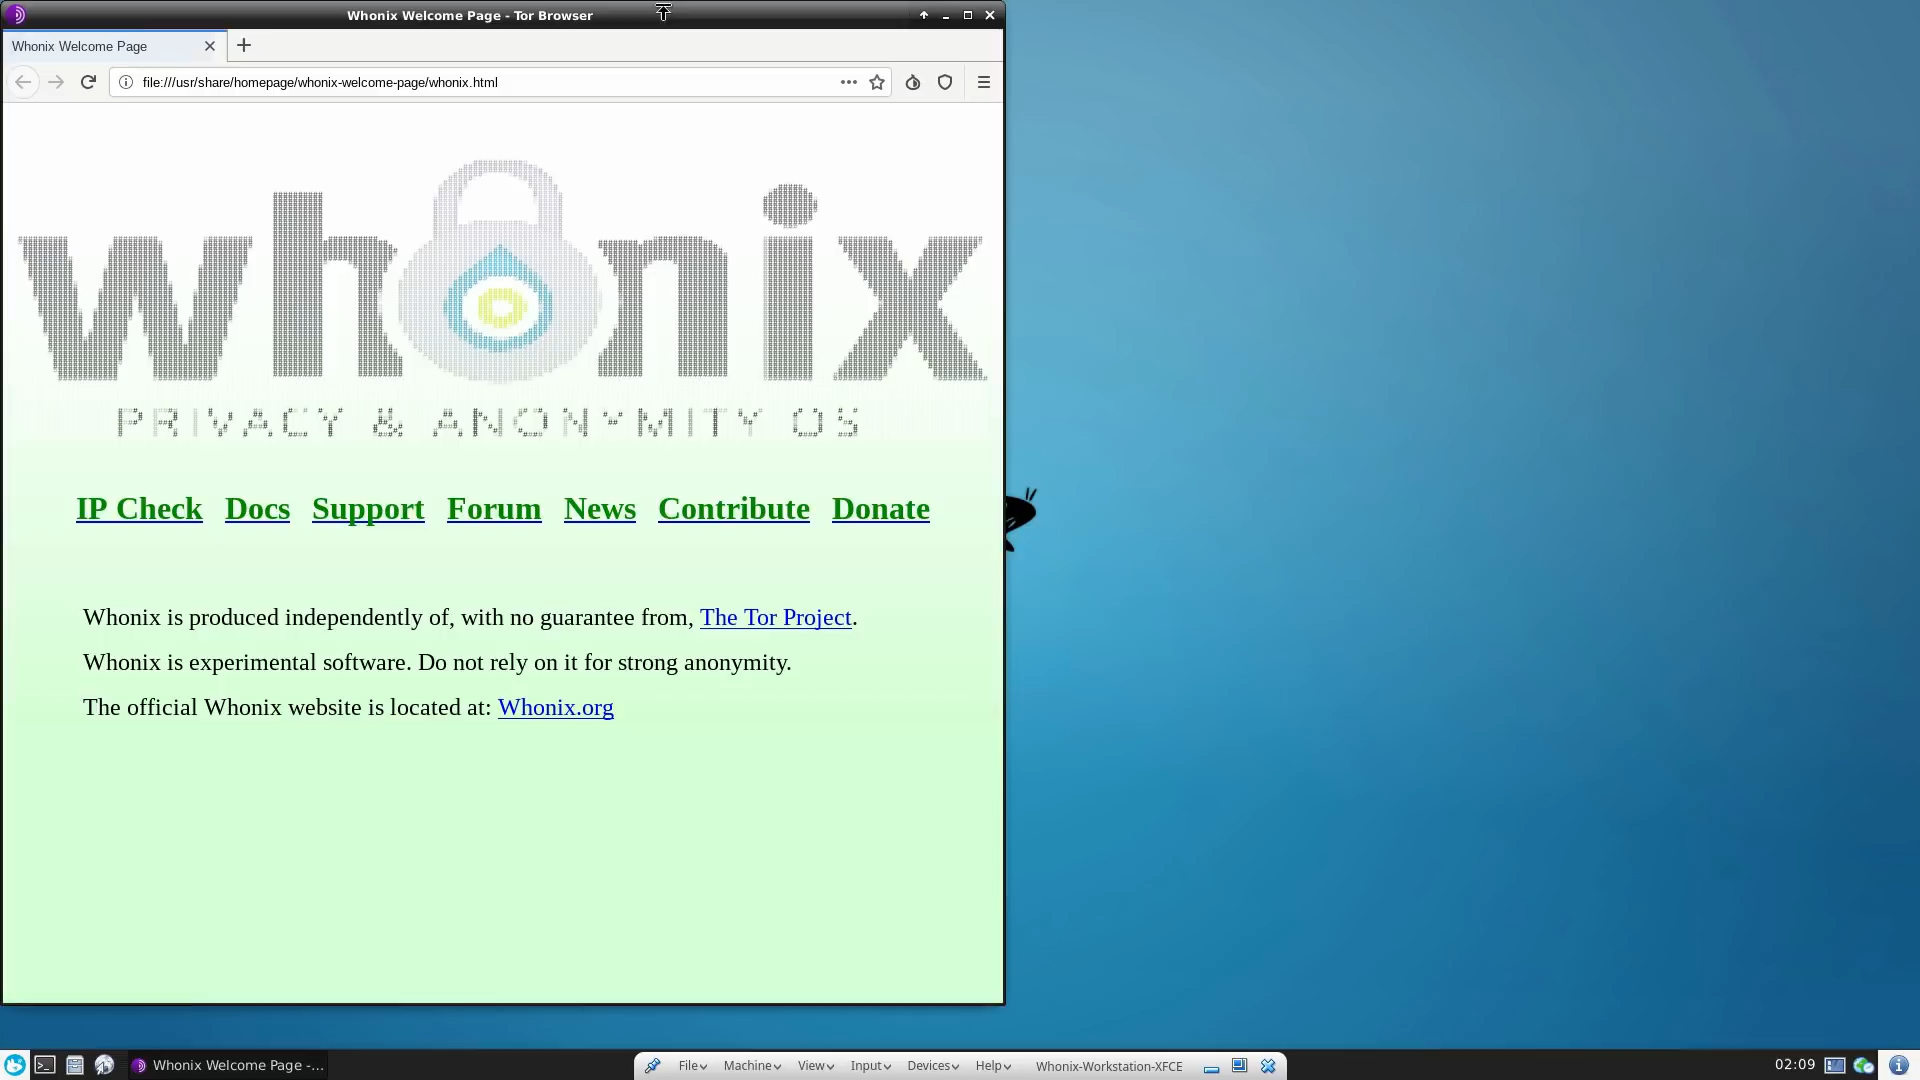 Whonix Welcome Page - Tor Browser
Whonix Welcome Page
file:///usr/share/homepage/whonix-welcome-page/whonix.html
whonix
PRIVACY & ANONYMITY OS
IP Check Docs Support Forum News Contribute Donate
Whonix is produced independently of, with no guarantee from, The Tor Project.
Whonix is experimental software. Do not rely on it for strong anonymity.
The official Whonix website is located at: Whonix.org
Whonix Welcome Page -...
File Machine View Input Devices Help Whonix-Workstation-XFCE
02:09